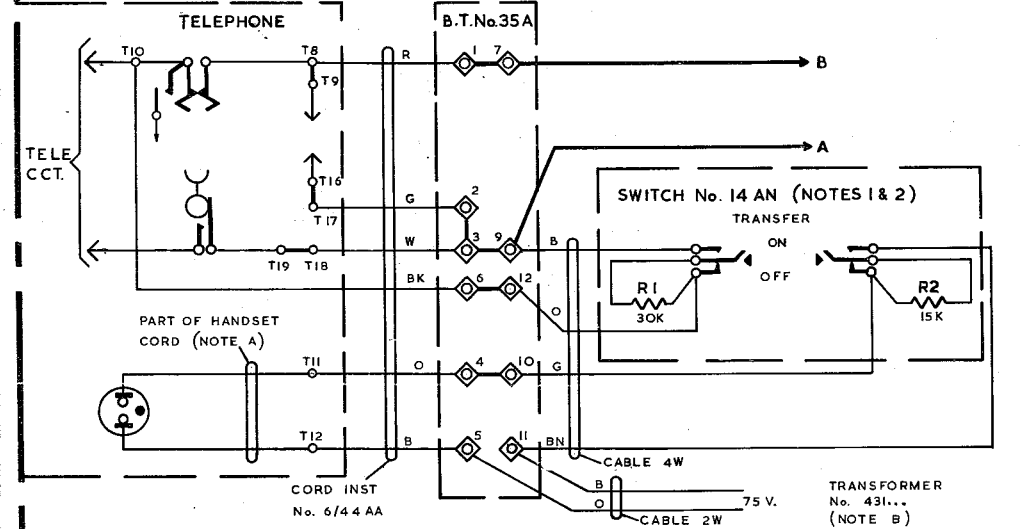 TELEPHONE
B.T.No.35A
T10
T8
R
1
7
B
T9
A
TELE
CCT.
T16
T17
G
2
SWITCH No. 14 AN (NOTES 1 & 2)
TRANSFER
ON
OFF
W
3
9
B
T19
T18
BK
6
12
O
R1
30K
R2
15K
PART OF HANDSET
CORD (NOTE A)
T11
O
4
10
G
T12
B
5
11
BN
CABLE 4W
CORD INST
No. 6/44 AA
B
O
75 V.
CABLE 2W
TRANSFORMER
No. 431...
(NOTE B)